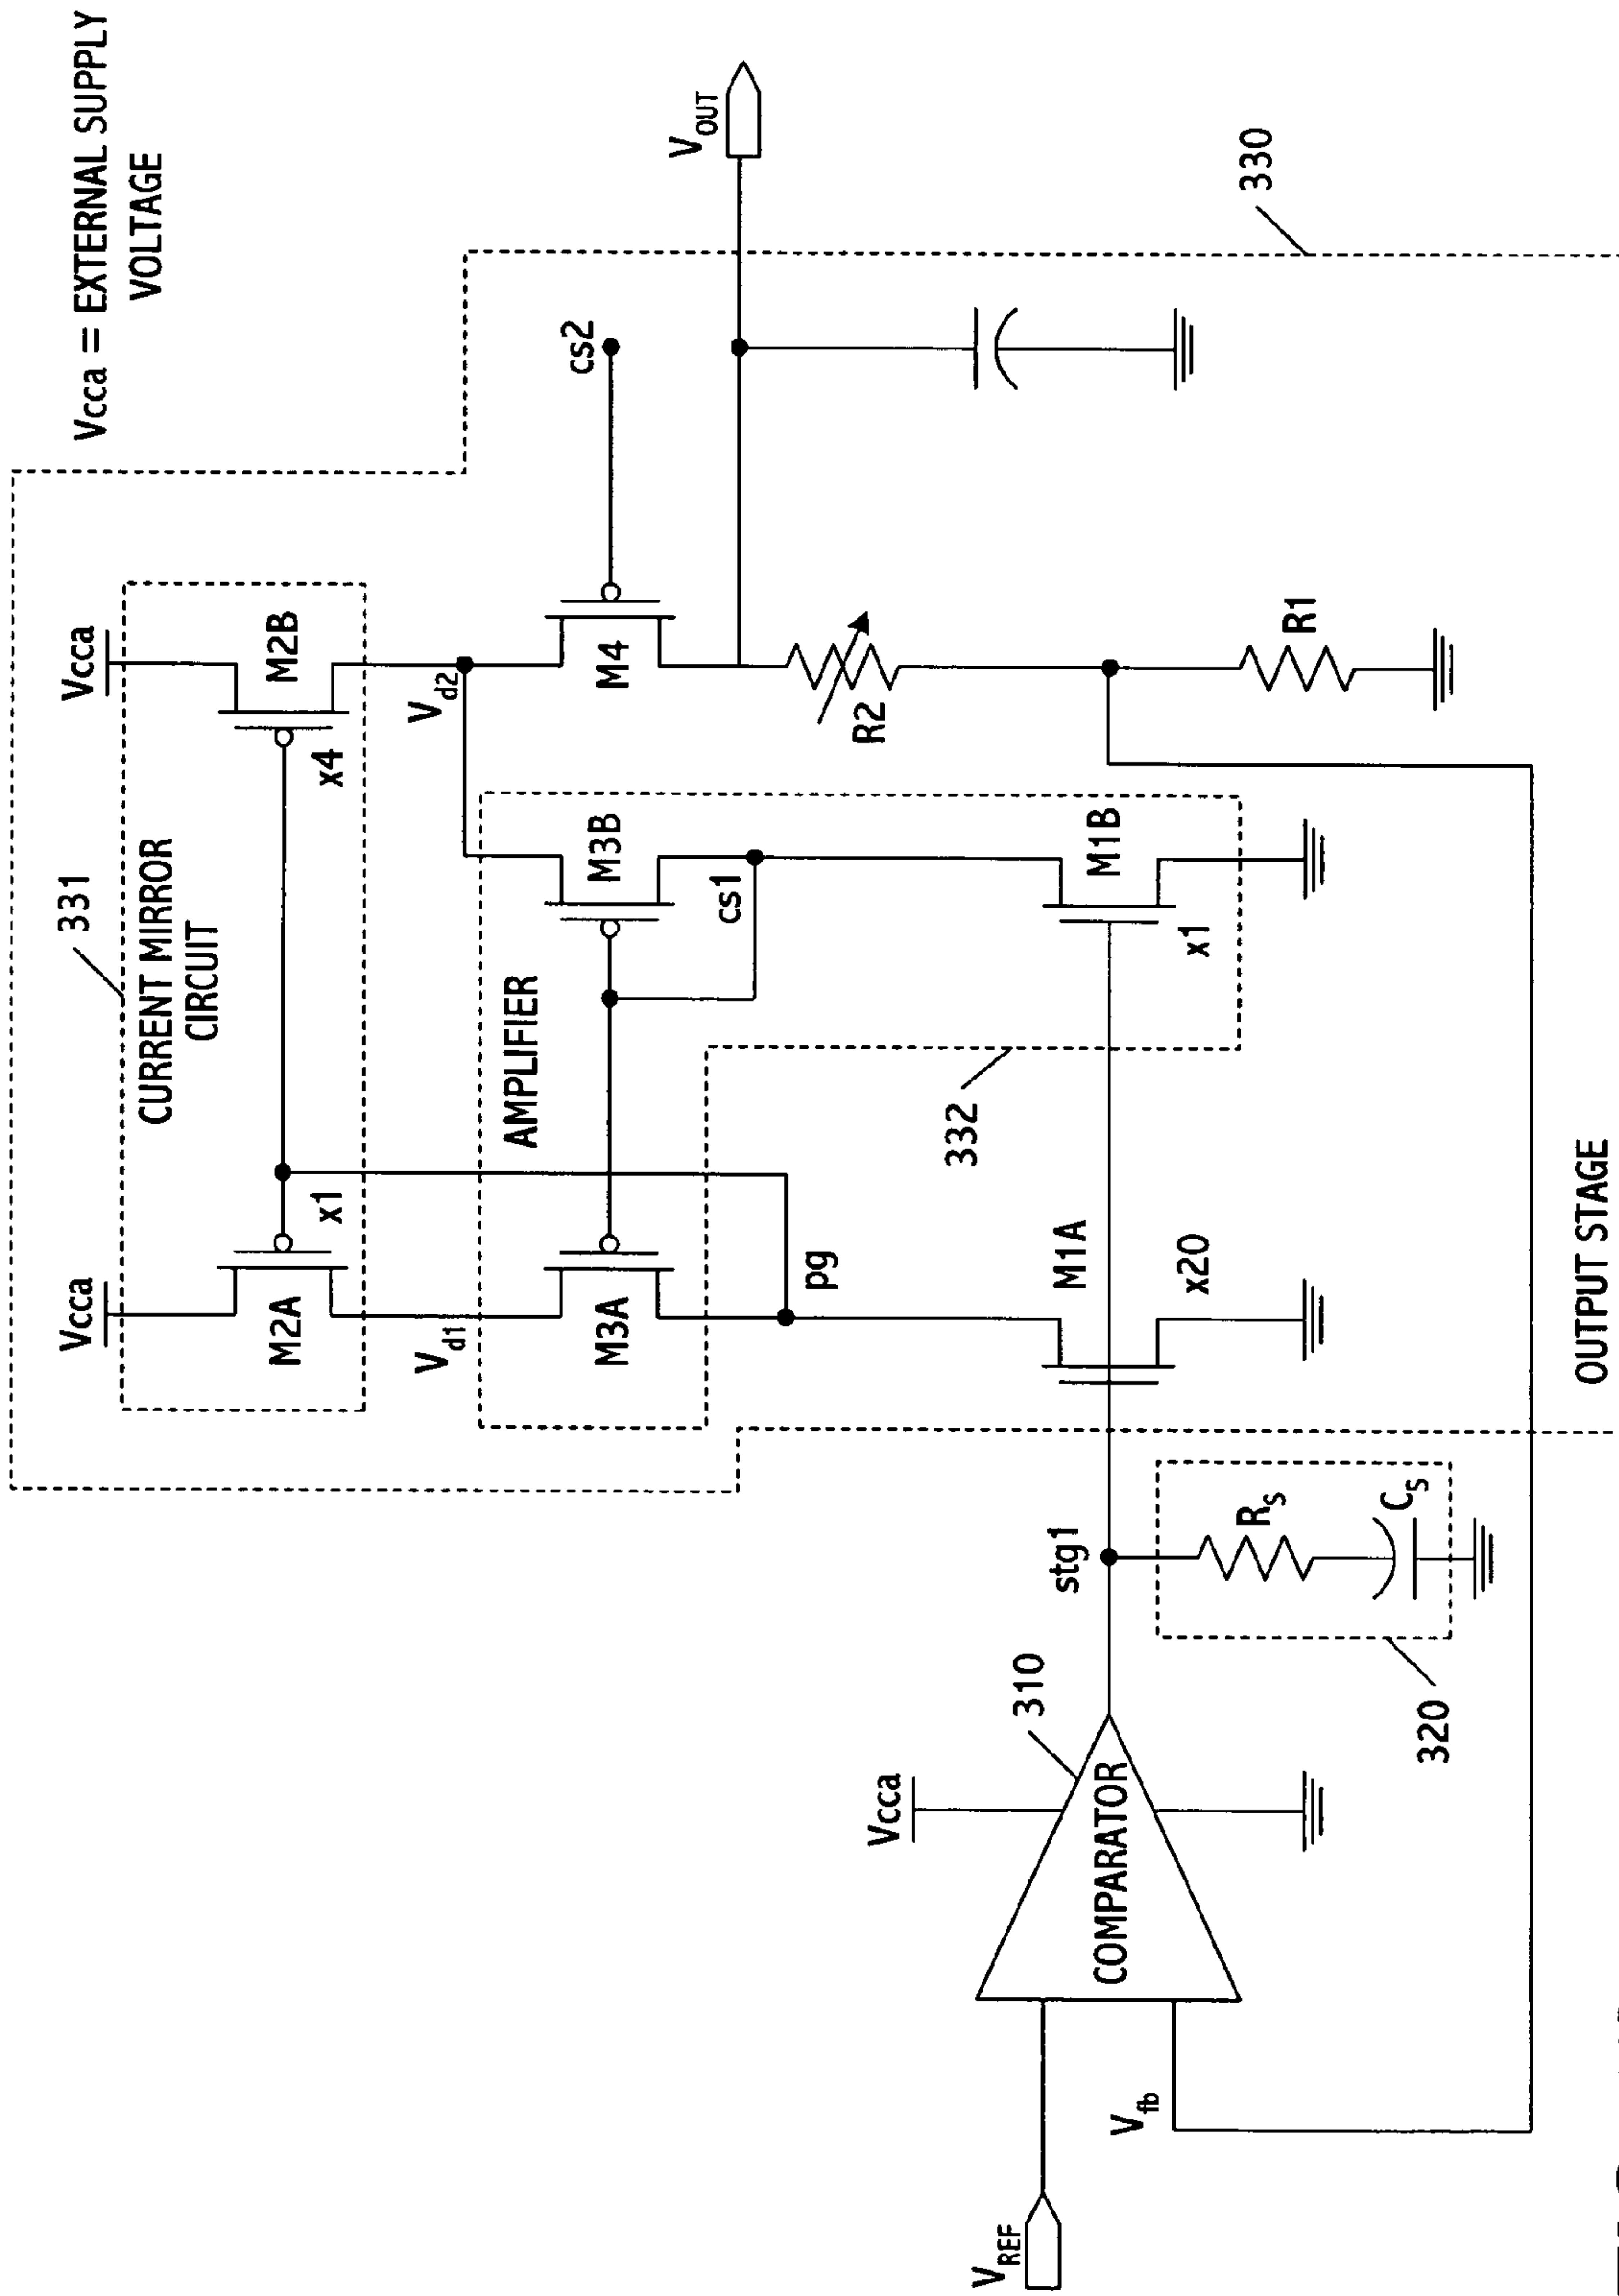 Vcca = EXTERNAL SUPPLY
VOLTAGE
331
Vcca
Vcca
CURRENT MIRROR
CIRCUIT
M2A
x1
M2B
x4
Vd1
Vd2
AMPLIFIER
M3A
M3B
M4
cs2
cs1
VOUT
pg
332
R2
M1A
x20
M1B
x1
R1
330
stg1
Rs
Cs
320
310
Vcca
COMPARATOR
VREF
Vfb
OUTPUT STAGE